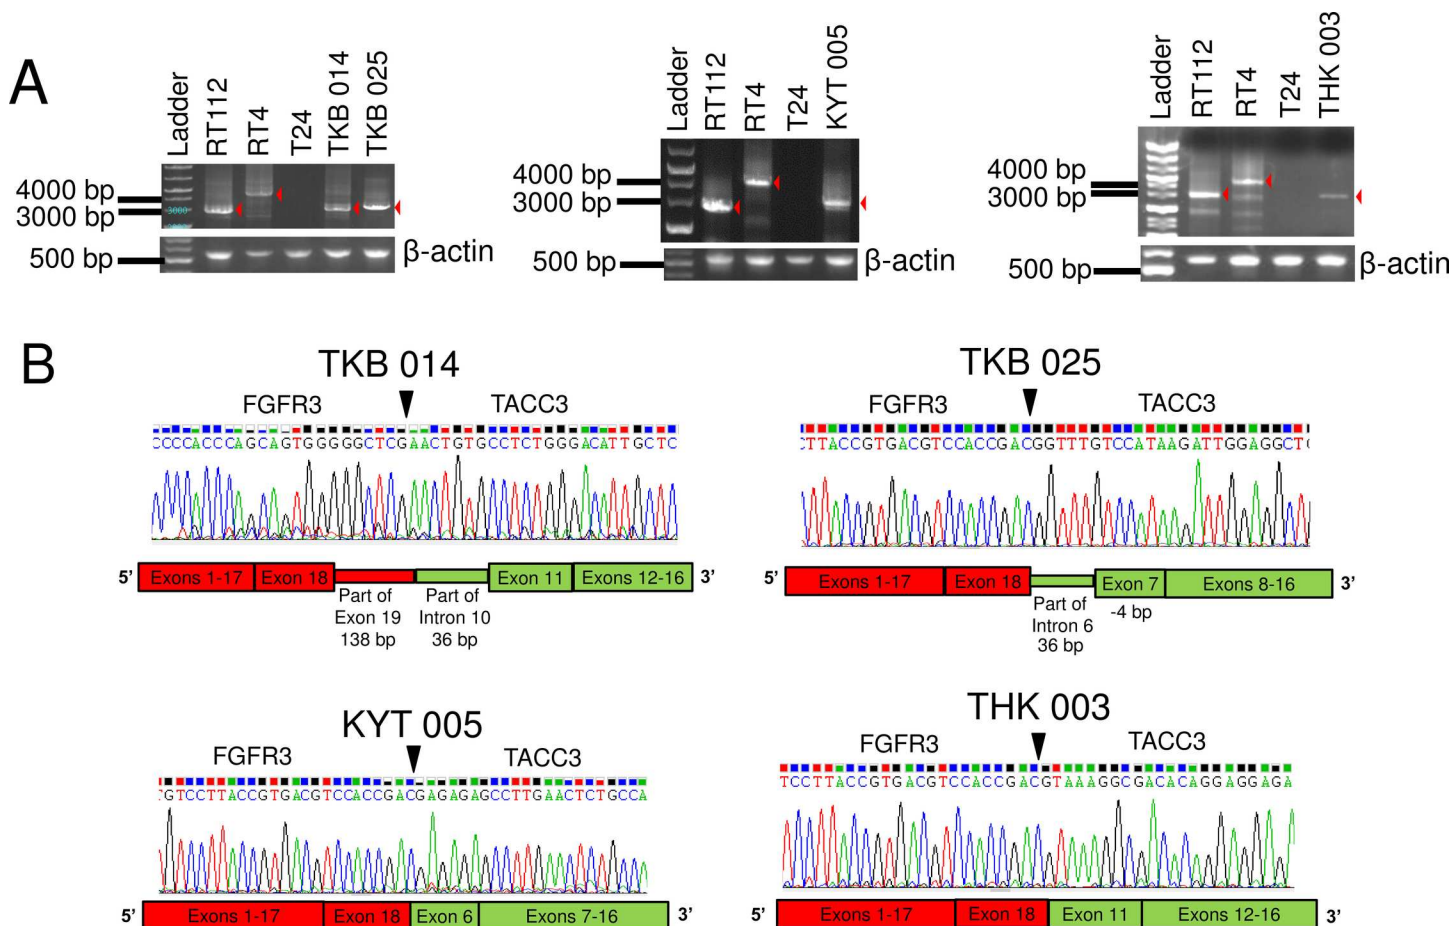 A
Ladder RT112 RT4 T24 TKB 014 TKB 025
4000 bp
3000 bp
3000
500 bp
β-actin
Ladder RT112 RT4 T24 KYT 005
4000 bp
3000 bp
500 bp
β-actin
Ladder RT112 RT4 T24 THK 003
4000 bp
3000 bp
500 bp
β-actin
B
TKB 014
FGFR3 TACC3
CCCCACCCAGCAGTGGGGGCTCGAACTGTGCCTCTGGGACATTGCTC
5' Exons 1-17 Exon 18 Exon 11 Exons 12-16 3'
Part of Part of
Exon 19 Intron 10
138 bp 36 bp
TKB 025
FGFR3 TACC3
CTTACCGTGACGTCCACCGACGGTTTGTCCATAAGATTGGAGGCT
5' Exons 1-17 Exon 18 Exon 7 Exons 8-16 3'
Part of -4 bp
Intron 6
36 bp
KYT 005
FGFR3 TACC3
GTCCTTACCGTGACGTCCACCGACGAGAGAGCCTTGAACTCTGCCA
5' Exons 1-17 Exon 18 Exon 6 Exons 7-16 3'
THK 003
FGFR3 TACC3
TCCTTACCGTGACGTCCACCGACGTAAAGGCGACACAGGAGGAGA
5' Exons 1-17 Exon 18 Exon 11 Exons 12-16 3'